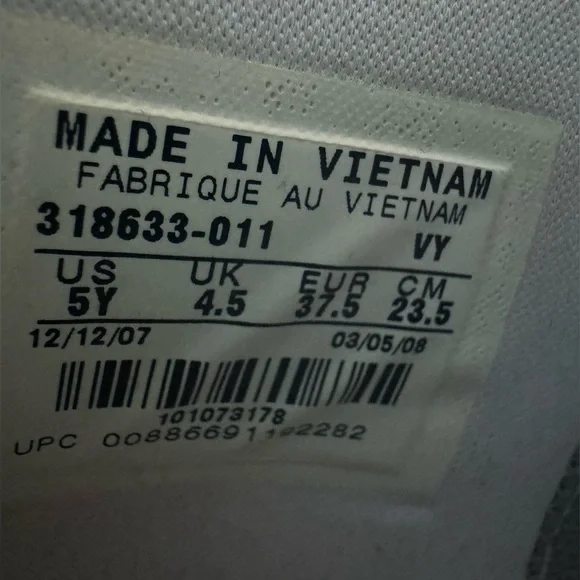 MADE IN VIETNAM
FABRIQUE AU VIETNAM
318633-011 VY
US UK EUR CM
5Y 4.5 37.5 23.5
12/12/07 03/05/08
101073178
UPC